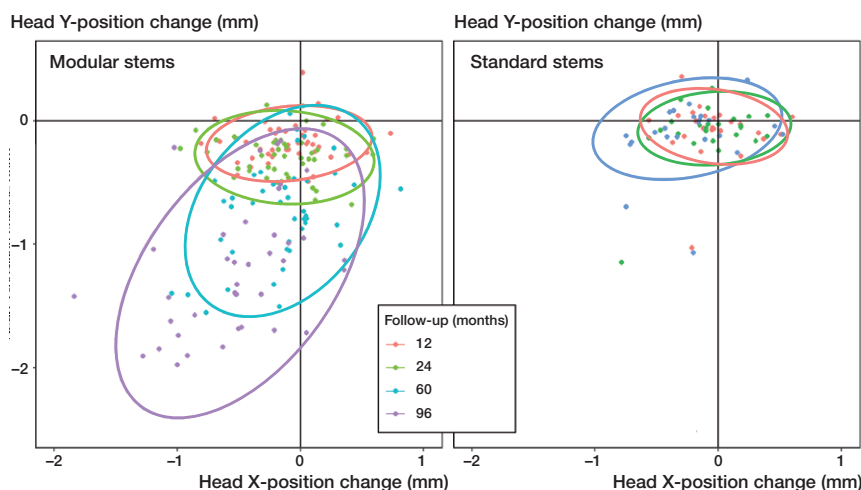 Head Y-position change (mm)
Modular stems
0
−1
−2
−2
−1
0
1
Head X-position change (mm)
Follow-up (months)
12
24
60
96
Head Y-position change (mm)
Standard stems
0
−2
−1
0
1
Head X-position change (mm)